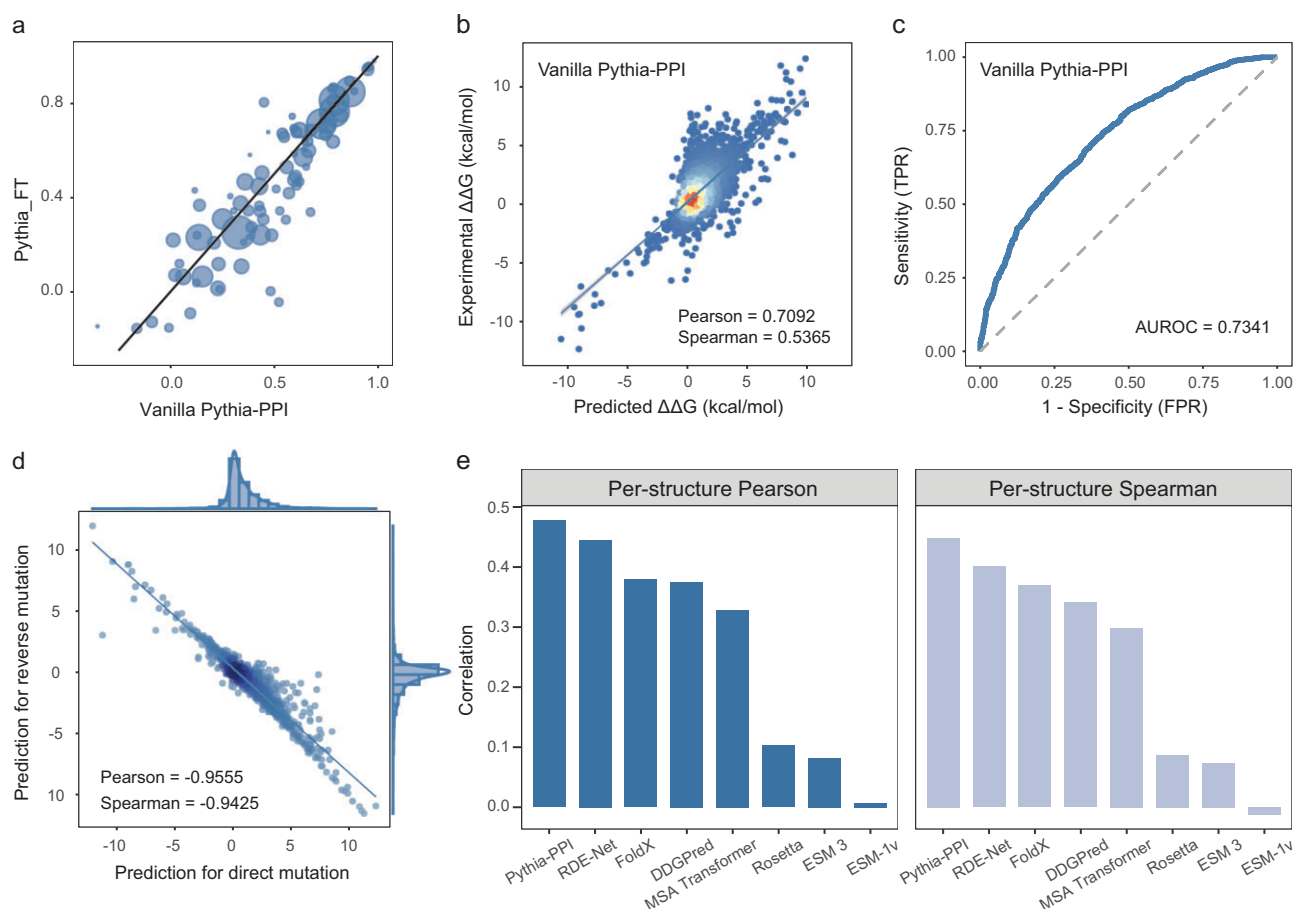 a
Pythia_FT
0.8
0.4
0.0
0.0
0.5
1.0
Vanilla Pythia-PPI
b
Vanilla Pythia-PPI
Experimental ΔΔG (kcal/mol)
10
5
0
-5
-10
Pearson = 0.7092
Spearman = 0.5365
-10
-5
0
5
10
Predicted ΔΔG (kcal/mol)
c
Vanilla Pythia-PPI
Sensitivity (TPR)
1.00
0.75
0.50
0.25
0.00
AUROC = 0.7341
0.00
0.25
0.50
0.75
1.00
1 - Specificity (FPR)
d
Prediction for reverse mutation
10
5
0
-5
10
Pearson = -0.9555
Spearman = -0.9425
-10
-5
0
5
10
Prediction for direct mutation
e
Per-structure Pearson
Per-structure Spearman
Correlation
0.5
0.4
0.3
0.2
0.1
0.0
Pythia-PPI
RDE-Net
FoldX
DDGPred
MSA Transformer
Rosetta
ESM 3
ESM-1v
Pythia-PPI
RDE-Net
FoldX
DDGPred
MSA Transformer
Rosetta
ESM 3
ESM-1v